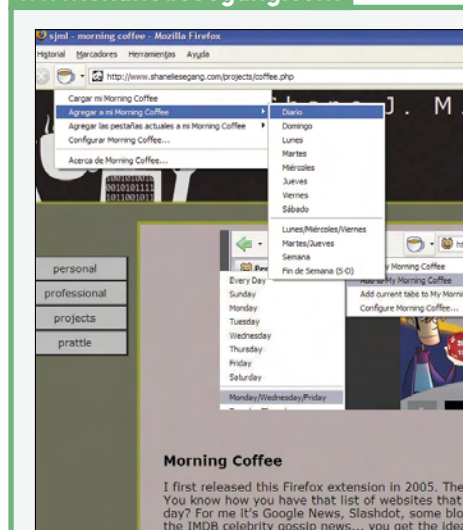 sjml - morning coffee - Mozilla Firefox
Historial Marcadores Herramientas Ayuda
http://www.shaneliesegang.com/projects/coffee.php
Cargar mi Morning Coffee
Agregar a mi Morning Coffee
Agregar las pestañas actuales a mi Morning Coffee
Configurar Morning Coffee...
Acerca de Morning Coffee...
Diario
Domingo
Lunes
Martes
Miércoles
Jueves
Viernes
Sábado
Lunes/Miércoles/Viernes
Martes/Jueves
Semana
Fin de Semana (S-D)
J. M.
0010100010
0010101111
1011001011
personal
professional
projects
prattle
Every Day
Sunday
Monday
Tuesday
Wednesday
Thursday
Friday
Saturday
Monday/Wednesday/Friday
My Morning Coffee
Add to My Morning Coffee
Add current tabs to My Morni
Configure Morning Coffee...
Morning Coffee
I first released this Firefox extension in 2005. The
You know how you have that list of websites that
day? For me it's Google News, Slashdot, some blo
the IMDB celebrity gossip news... you get the idea